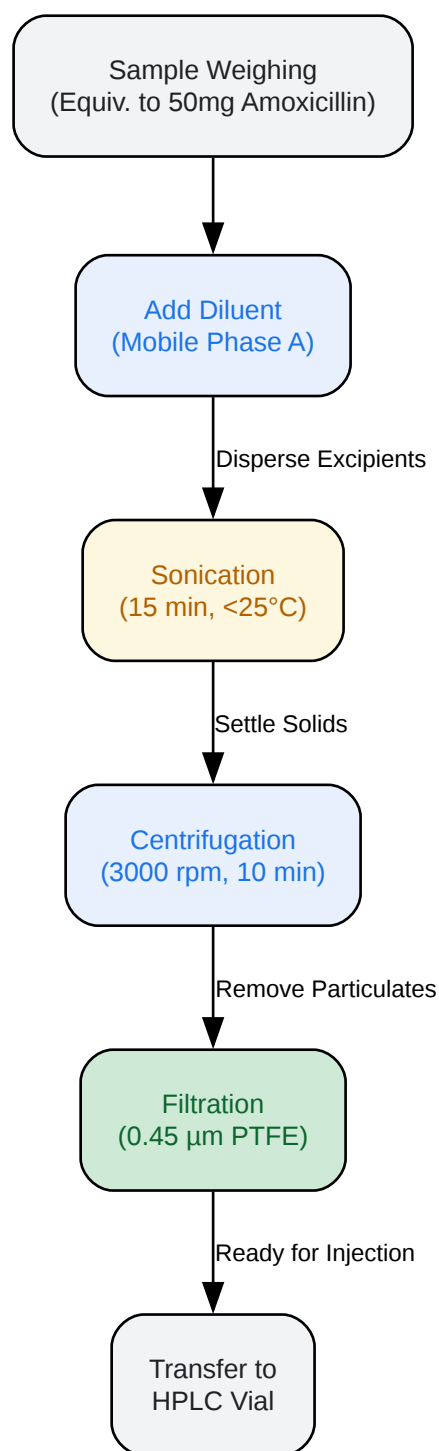 Sample Weighing
(Equiv. to 50mg Amoxicillin)
Add Diluent
(Mobile Phase A)
Disperse Excipients
Sonication
(15 min, <25°C)
Settle Solids
Centrifugation
(3000 rpm, 10 min)
Remove Particulates
Filtration
(0.45 µm PTFE)
Ready for Injection
Transfer to
HPLC Vial